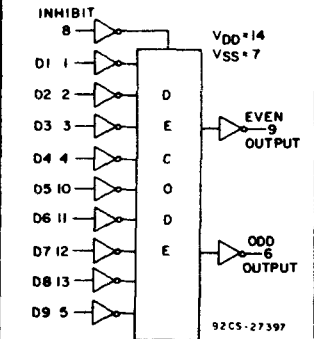 INHIBIT
8
VDD=14
VSS=7
D1 1
D2 2
D3 3
D4 4
D5 10
D6 11
D7 12
D8 13
D9 5
D
E
C
O
D
E
EVEN
9
OUTPUT
ODD
6
OUTPUT
92CS-27397